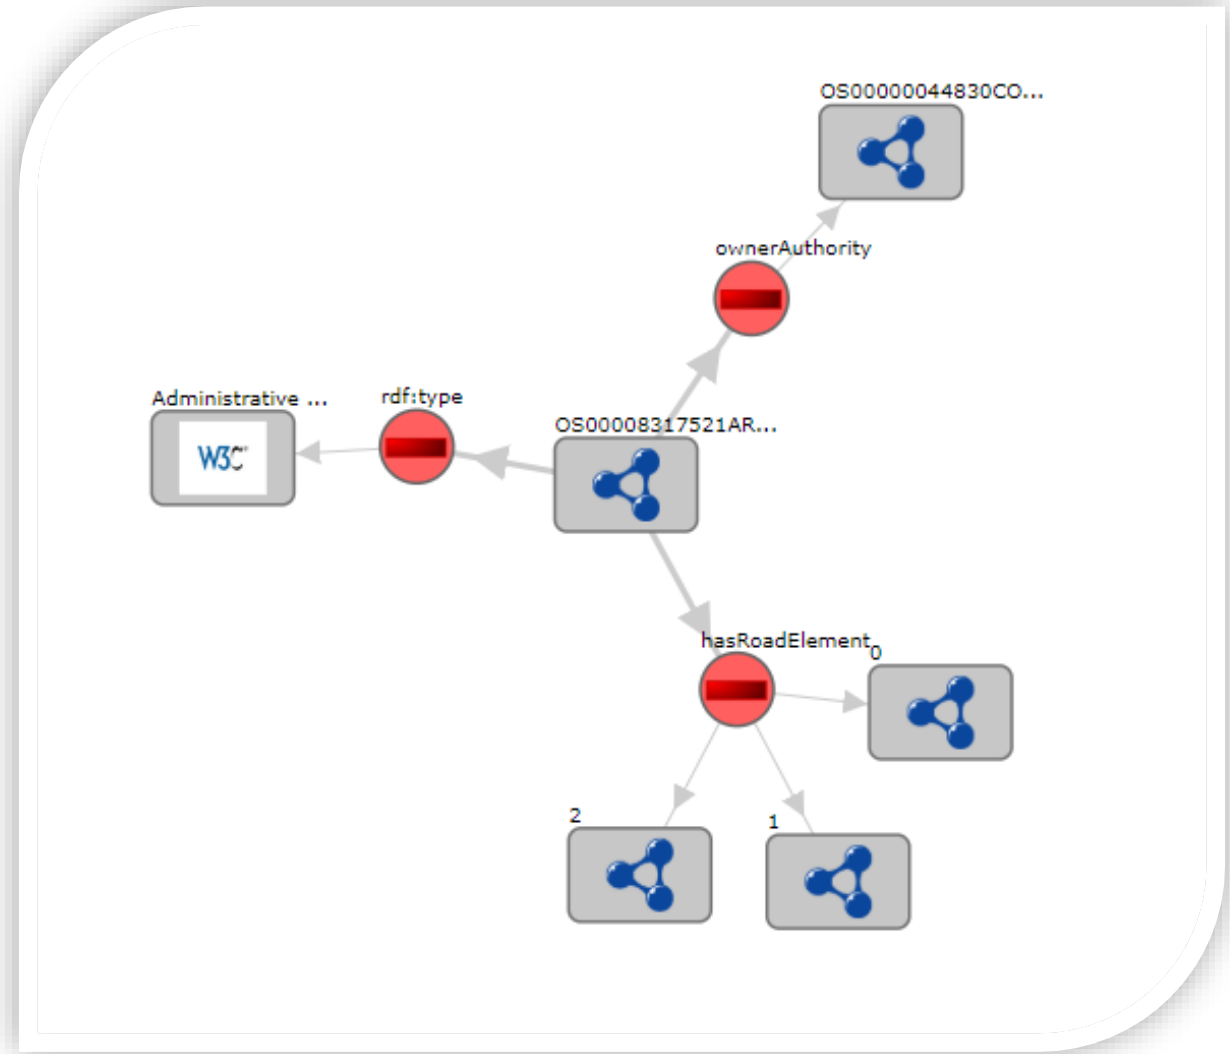 OS00000044830CO...
ownerAuthority
Administrative ...
rdf:type
OS00008317521AR...
W3C
hasRoadElement
0
2
1